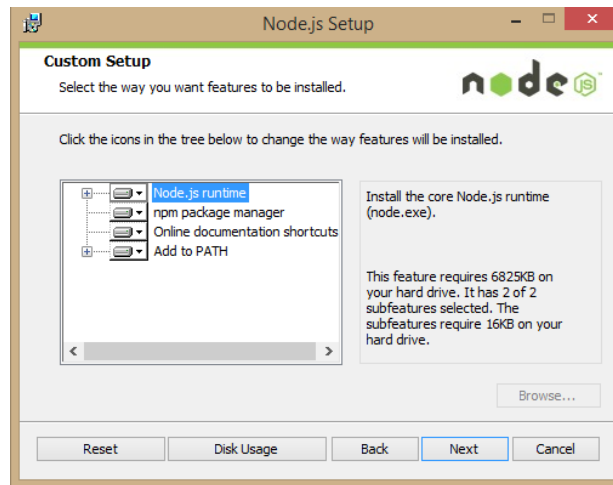 Node.js Setup
Custom Setup
Select the way you want features to be installed.
node JS
Click the icons in the tree below to change the way features will be installed.
Node.js runtime
npm package manager
Online documentation shortcuts
Add to PATH
Install the core Node.js runtime
(node.exe).
This feature requires 6825KB on
your hard drive. It has 2 of 2
subfeatures selected. The
subfeatures require 16KB on your
hard drive.
Browse...
Reset
Disk Usage
Back
Next
Cancel